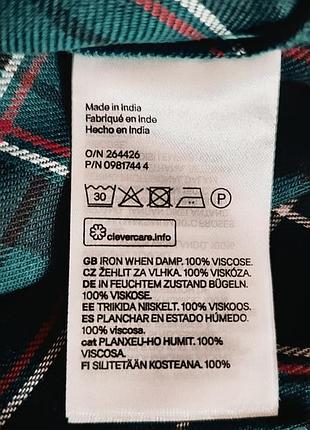 Made in India
Fabriqué en Inde
Hecho en India
O/N 264426
P/N 0981744 4
30 P
clevercare.info
GB IRON WHEN DAMP. 100% VISCOSE.
CZ ŽEHLIT ZA VLHKA. 100% VISKÓZA.
DE IN FEUCHTEM ZUSTAND BÜGELN.
100% VISKOSE.
EE TRIIKIDA NIISKELT. 100% VISKOOS.
ES PLANCHAR EN ESTADO HÚMEDO.
100% viscosa.
cat PLANXEU-HO HUMIT. 100%
VISCOSA.
FI SILITETÄÄN KOSTEANA. 100%